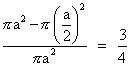 (πa² − π(a/2)²) / πa² = 3/4